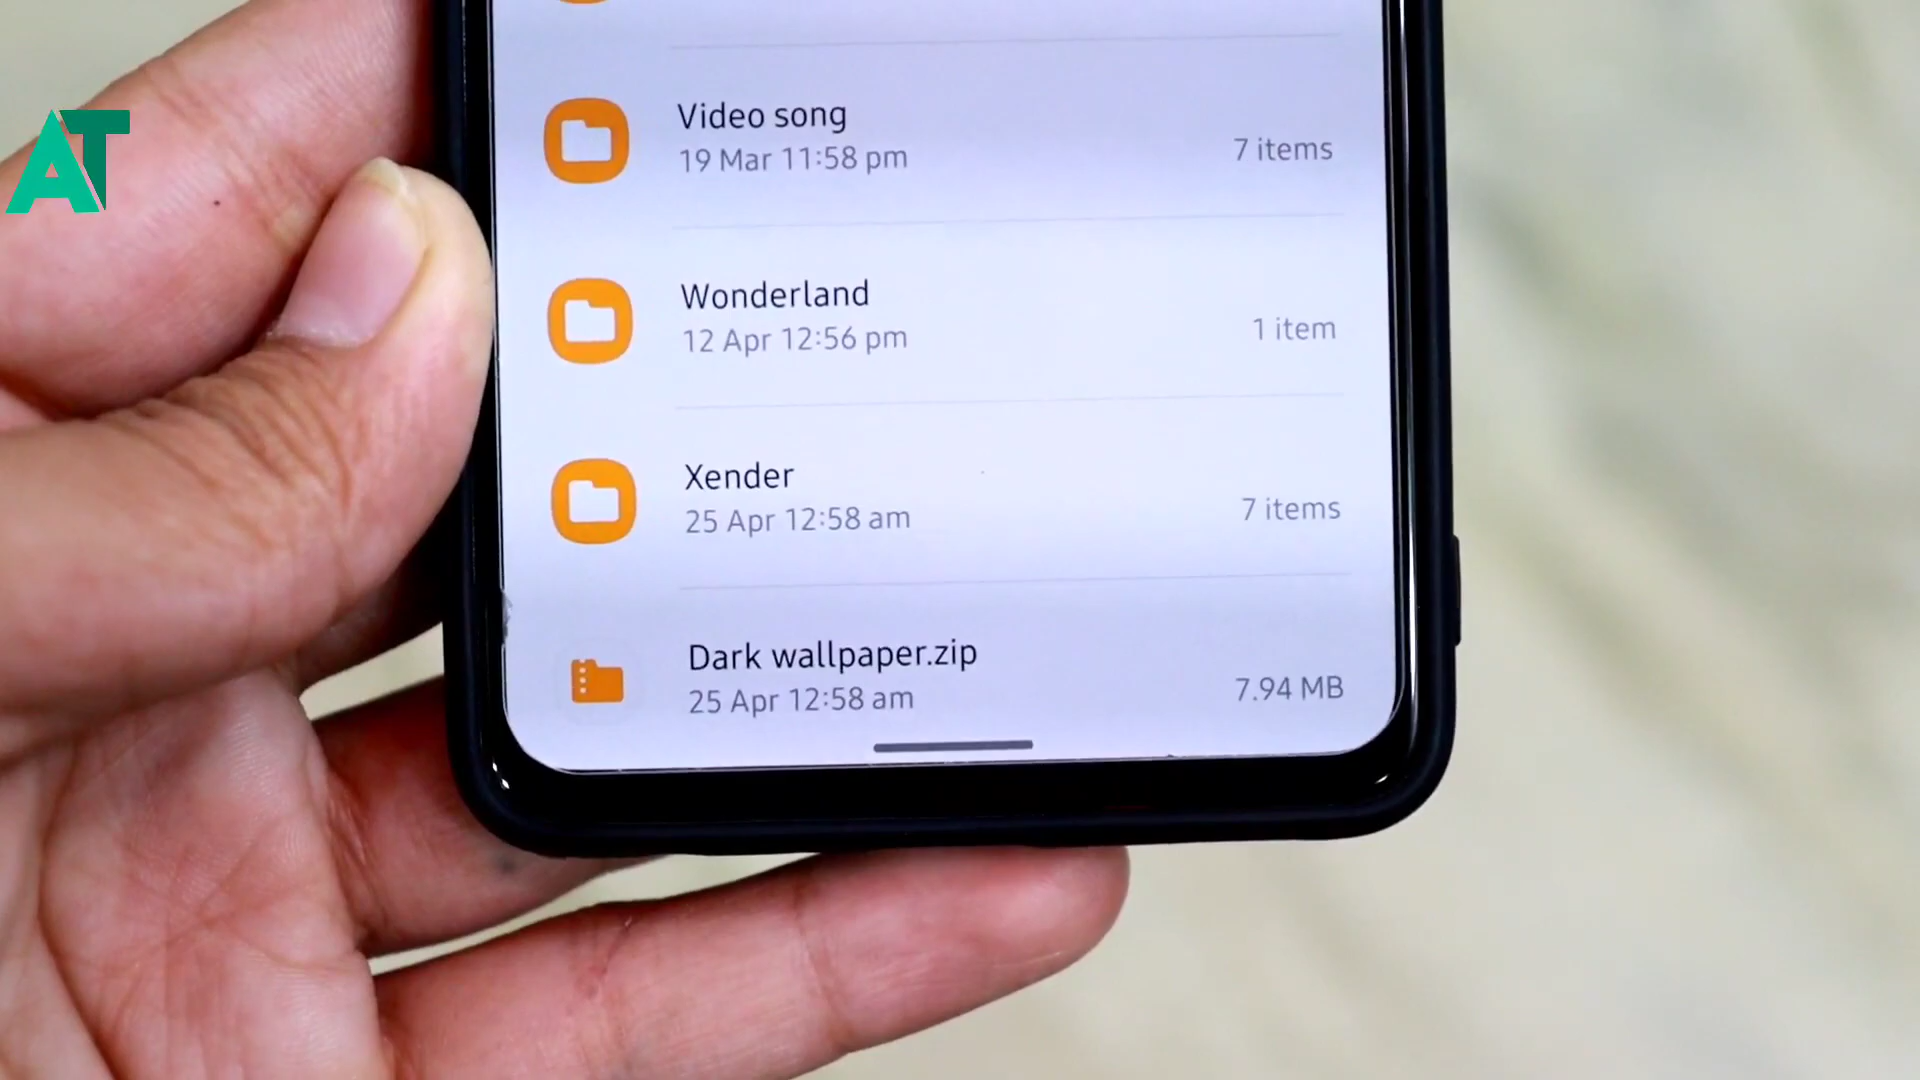 AT
Video song
19 Mar 11:58 pm
7 items
Wonderland
12 Apr 12:56 pm
1 item
Xender
25 Apr 12:58 am
7 items
Dark wallpaper.zip
25 Apr 12:58 am
7.94 MB